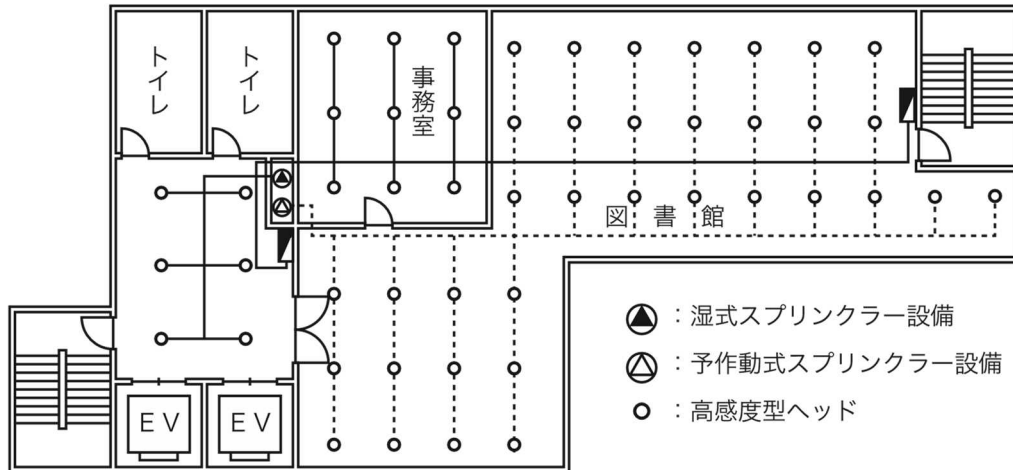 トイレ
トイレ
事務室
図書館
EV
EV
：湿式スプリンクラー設備
：予作動式スプリンクラー設備
：高感度型ヘッド